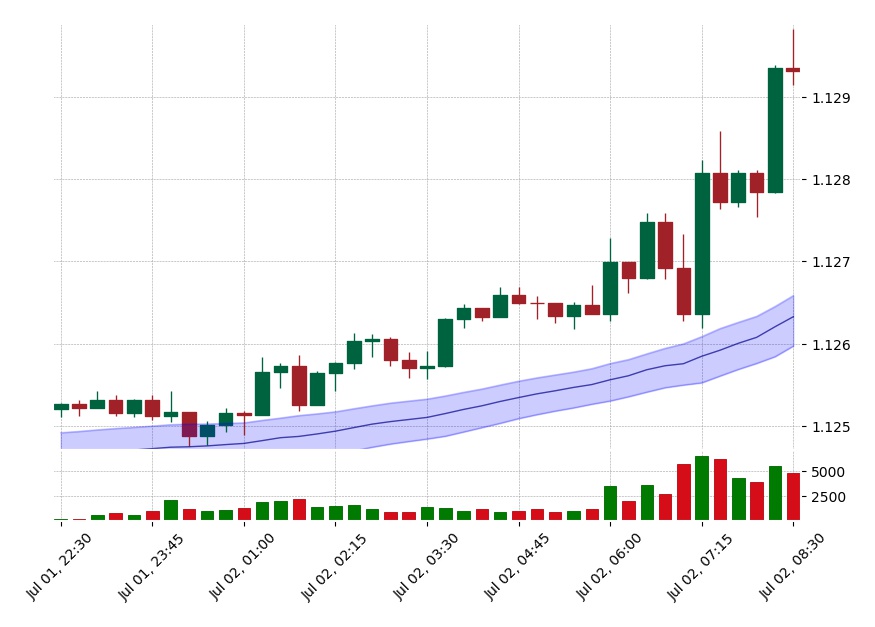 1.129
1.128
1.127
1.126
1.125
5000
2500
Jul 01, 22:30
Jul 01, 23:45
Jul 02, 01:00
Jul 02, 02:15
Jul 02, 03:30
Jul 02, 04:45
Jul 02, 06:00
Jul 02, 07:15
Jul 02, 08:30